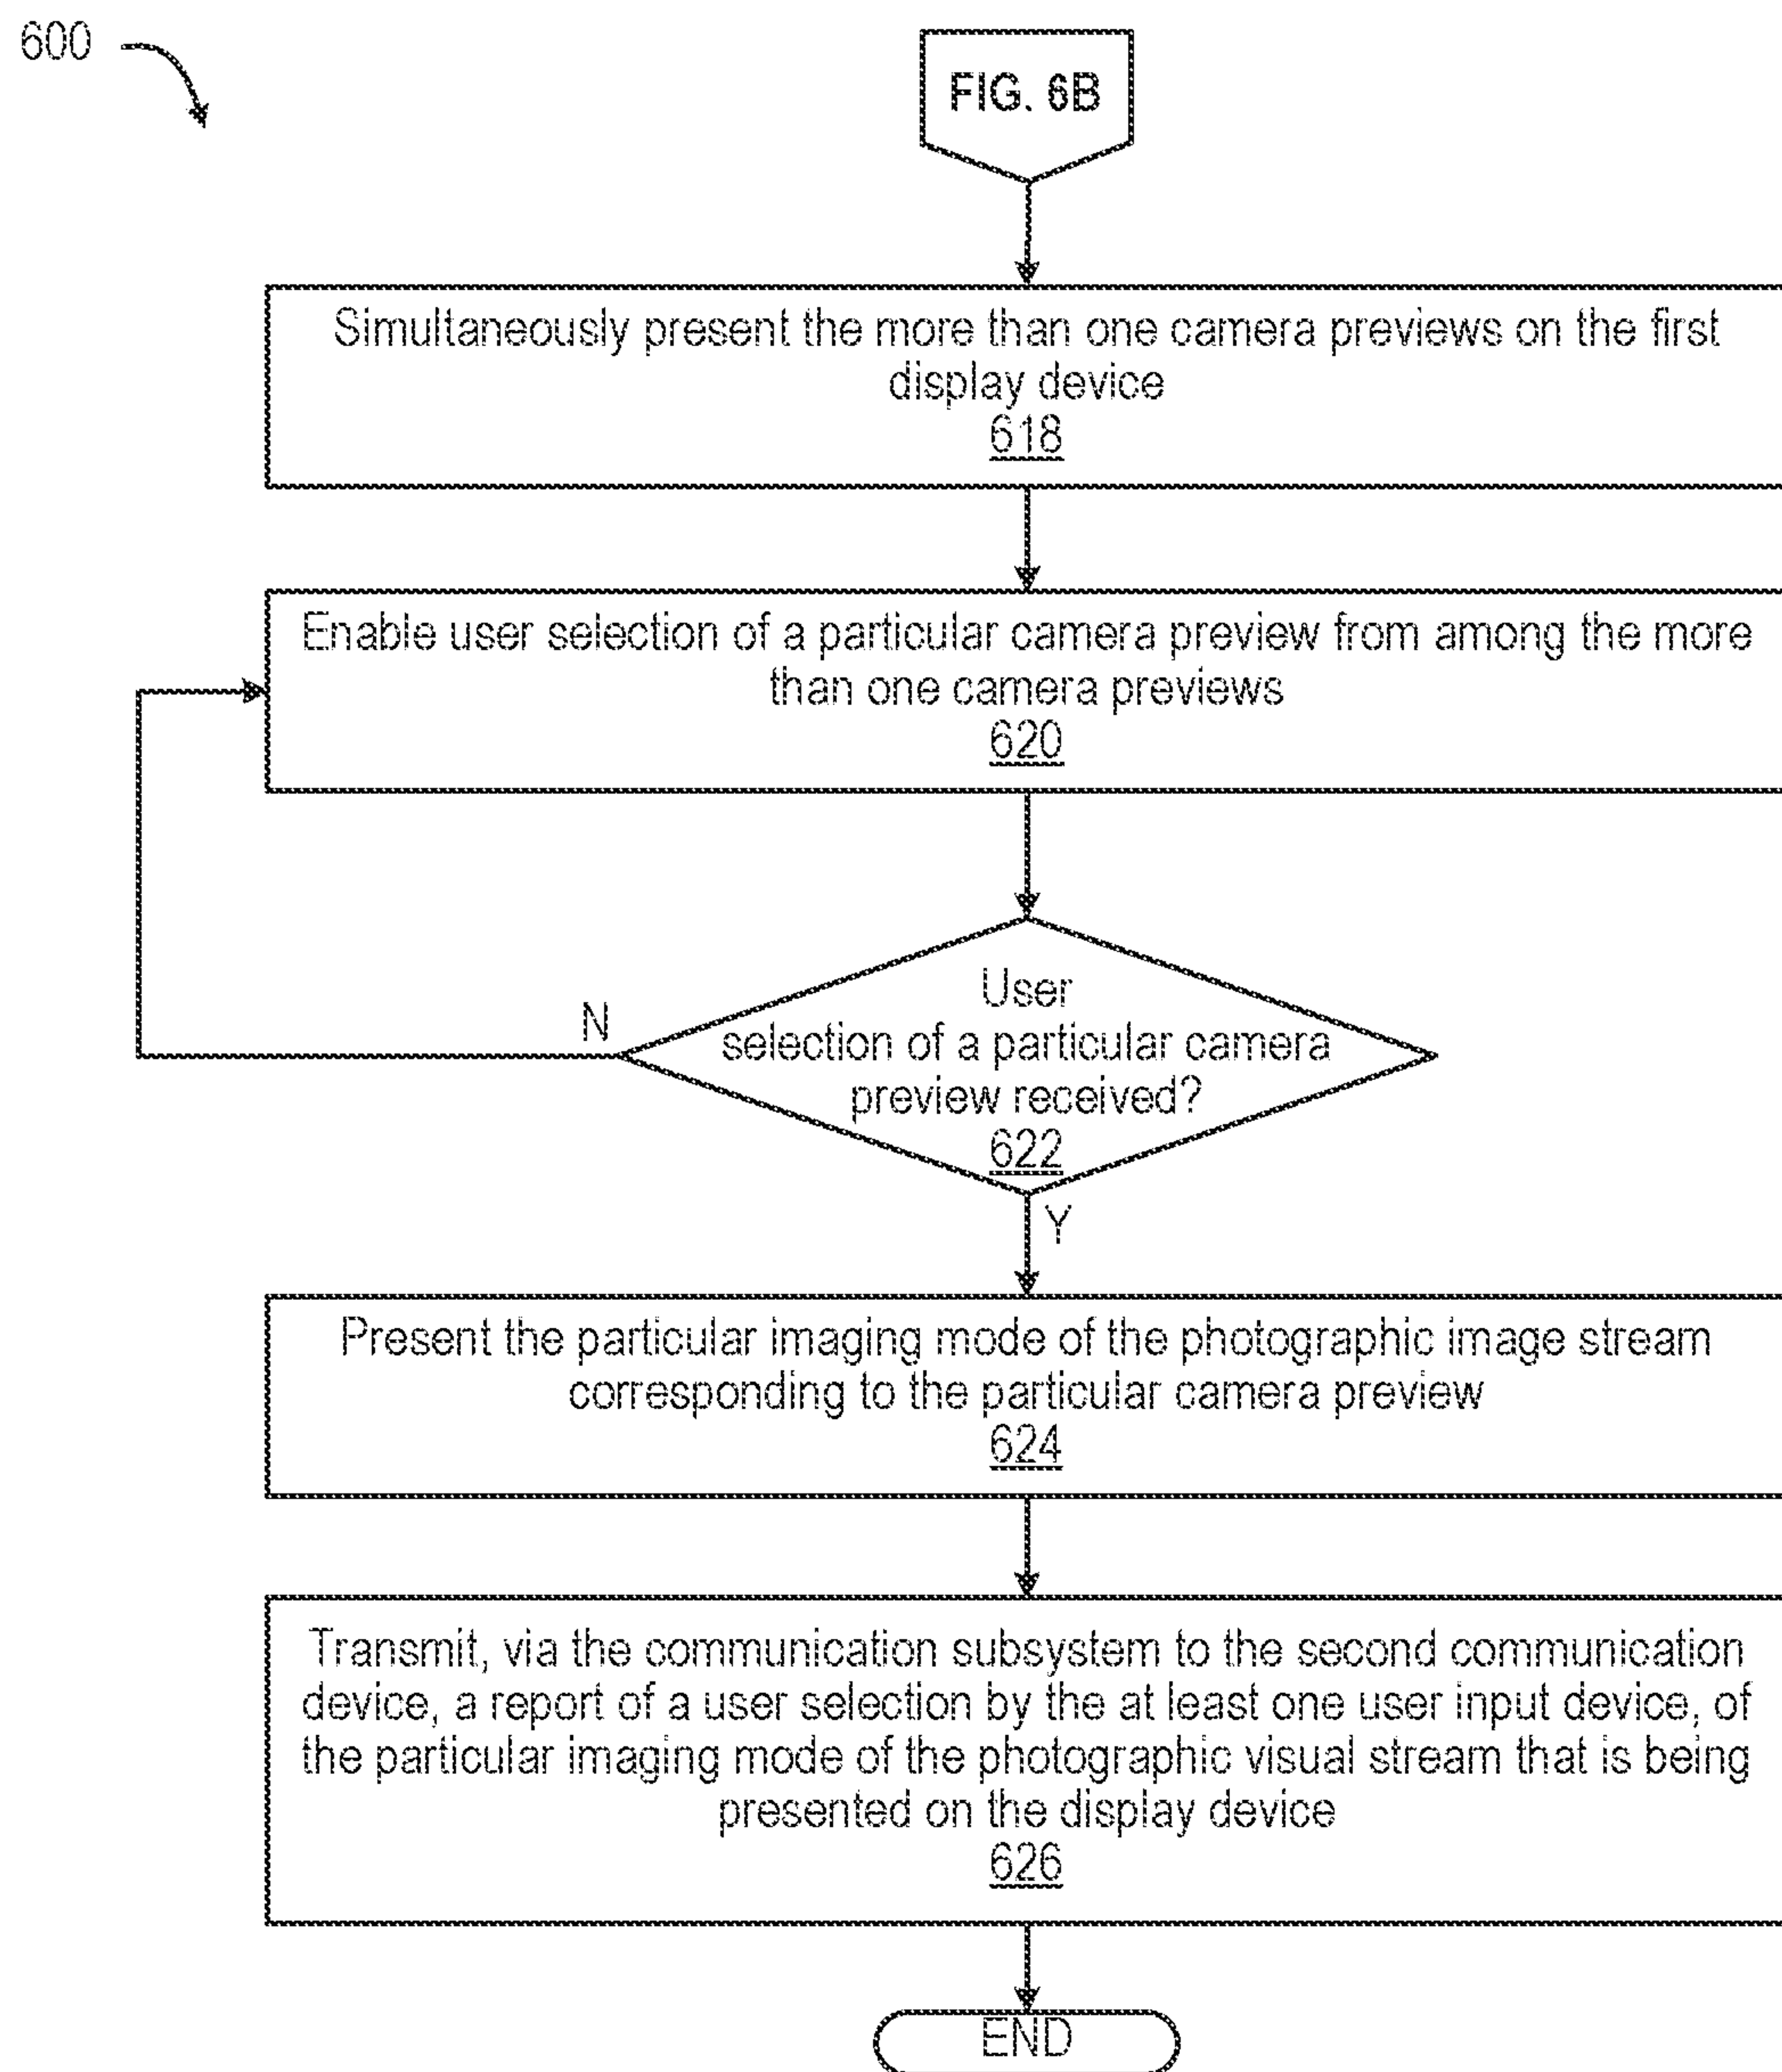 600
FIG. 6B
Simultaneously present the more than one camera previews on the first
display device
618
Enable user selection of a particular camera preview from among the more
than one camera previews
620
User
selection of a particular camera
preview received?
622
N
Y
Present the particular imaging mode of the photographic image stream
corresponding to the particular camera preview
624
Transmit, via the communication subsystem to the second communication
device, a report of a user selection by the at least one user input device, of
the particular imaging mode of the photographic visual stream that is being
presented on the display device
626
END